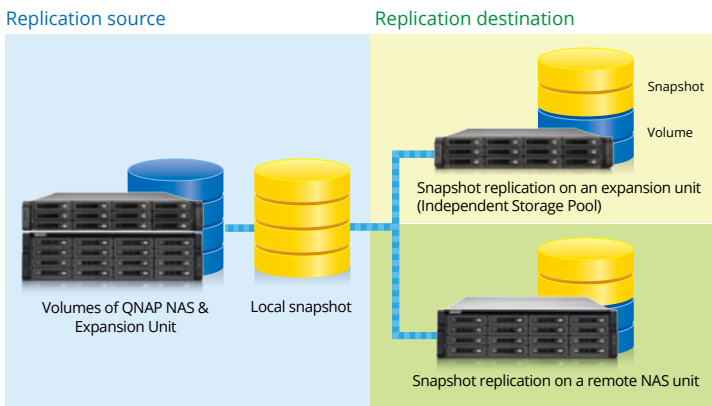 Replication source
Replication destination
Snapshot
Volume
Snapshot replication on an expansion unit
(Independent Storage Pool)
Volumes of QNAP NAS &
Expansion Unit
Local snapshot
Snapshot replication on a remote NAS unit